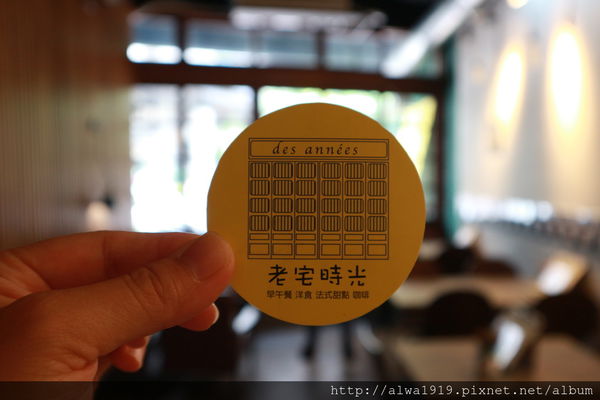 des années
老宅時光
早午餐 洋食 法式甜點 咖啡
http://alwa1919.pixnet.net/album